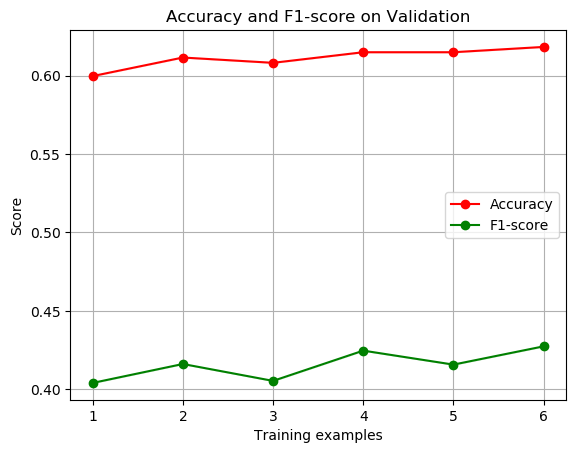 Accuracy and F1-score on Validation
0.60
0.55
0.50
0.45
0.40
Score
Accuracy
F1-score
1 2 3 4 5 6
Training examples